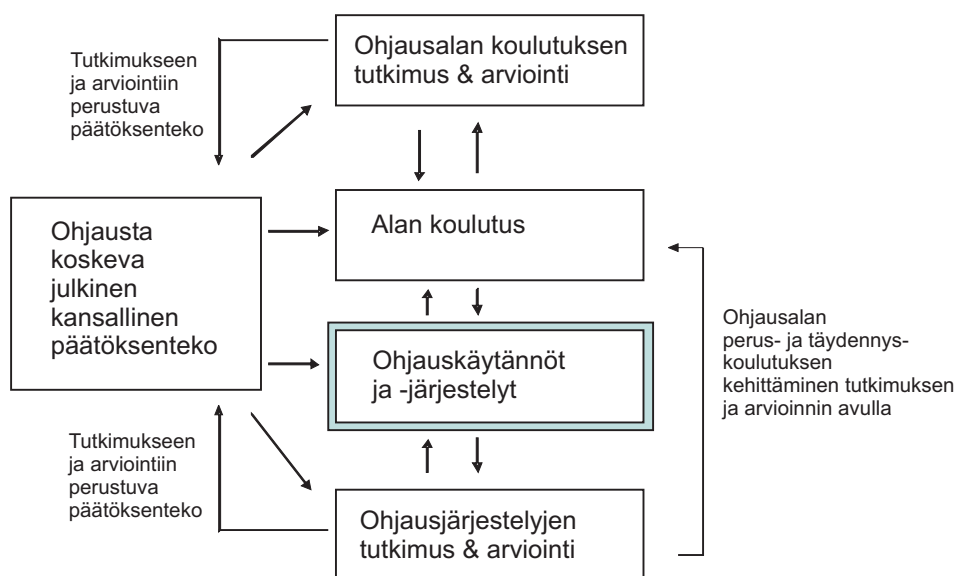 Ohjausalan koulutuksen
tutkimus & arviointi
Tutkimukseen
ja arviointiin
perustuva
päätöksenteko
Ohjausta
koskeva
julkinen
kansallinen
päätöksenteko
Alan koulutus
Ohjauskäytännöt
ja -järjestelyt
Ohjausalan
perus- ja täydennys-
koulutuksen
kehittäminen tutkimuksen
ja arvioinnin avulla
Tutkimukseen
ja arviointiin
perustuva
päätöksenteko
Ohjausjärjestelyjen
tutkimus & arviointi